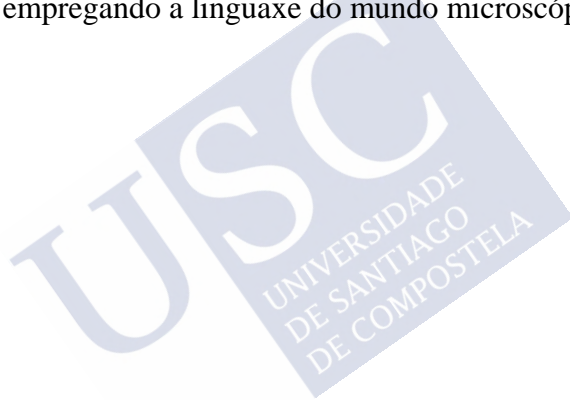 empregando a linguaxe do mundo
USC
UNIVERSIDADE
DE SANTIAGO
DE COMPOSTELA